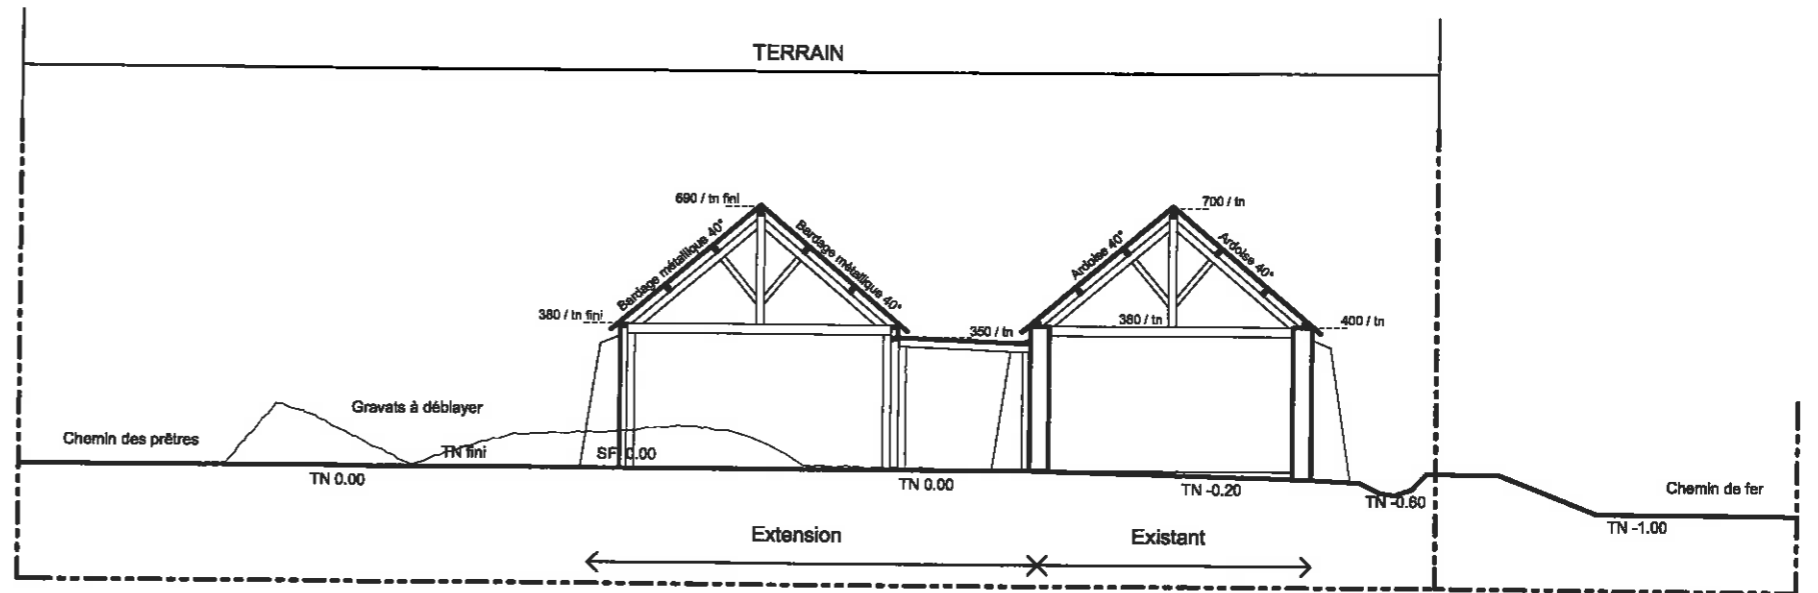 TERRAIN
690 / tn fini
700 / tn
Bardage métallique 40°
Bardage métallique 40°
Ardoise 40°
Ardoise 40°
380 / tn fini
350 / tn
380 / tn
400 / tn
Gravats à déblayer
Chemin des prêtres
TN fini
SF 0.00
TN 0.00
TN 0.00
TN -0.20
TN -0.60
Chemin de fer
TN -1.00
Extension
Existant